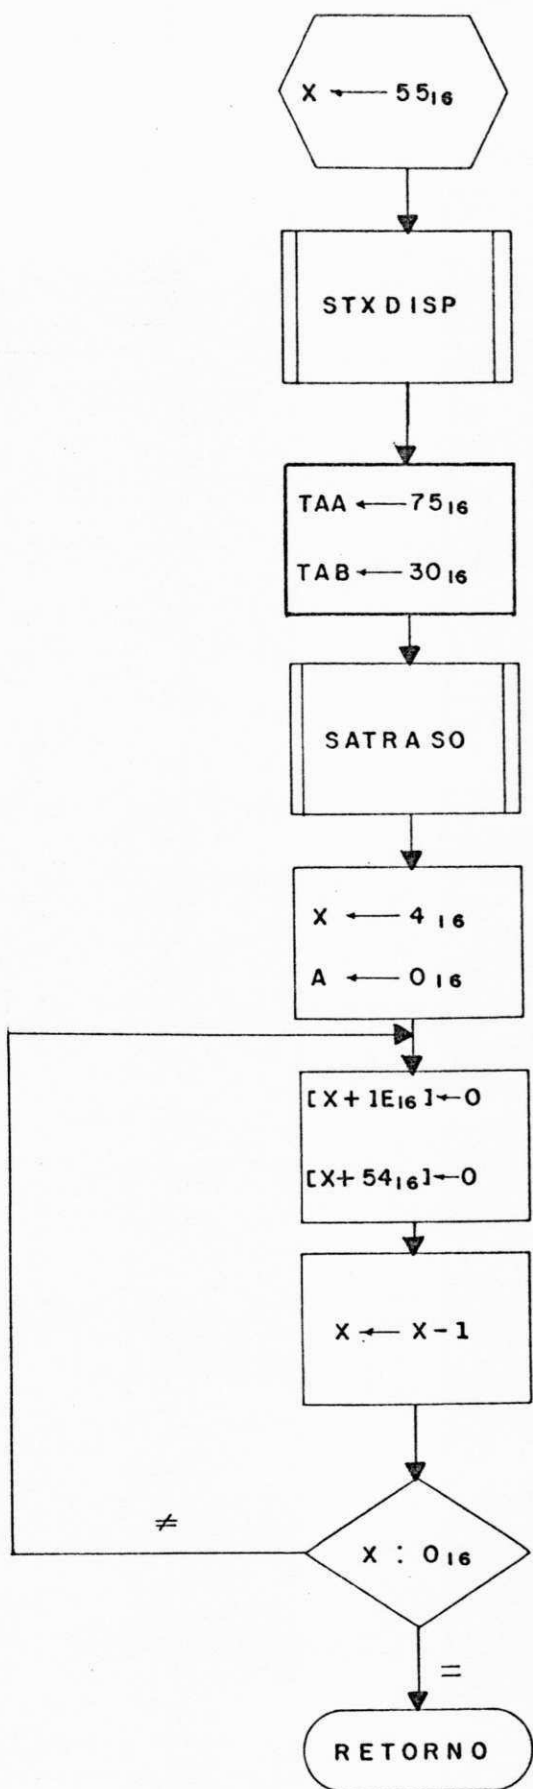 X ← 55₁₆
STXDISP
TAA ← 75₁₆
TAB ← 30₁₆
SATRASO
X ← 4₁₆
A ← 0₁₆
[X+1E₁₆]←0
[X+54₁₆]←0
X ← X-1
≠
X : 0₁₆
=
RETORNO